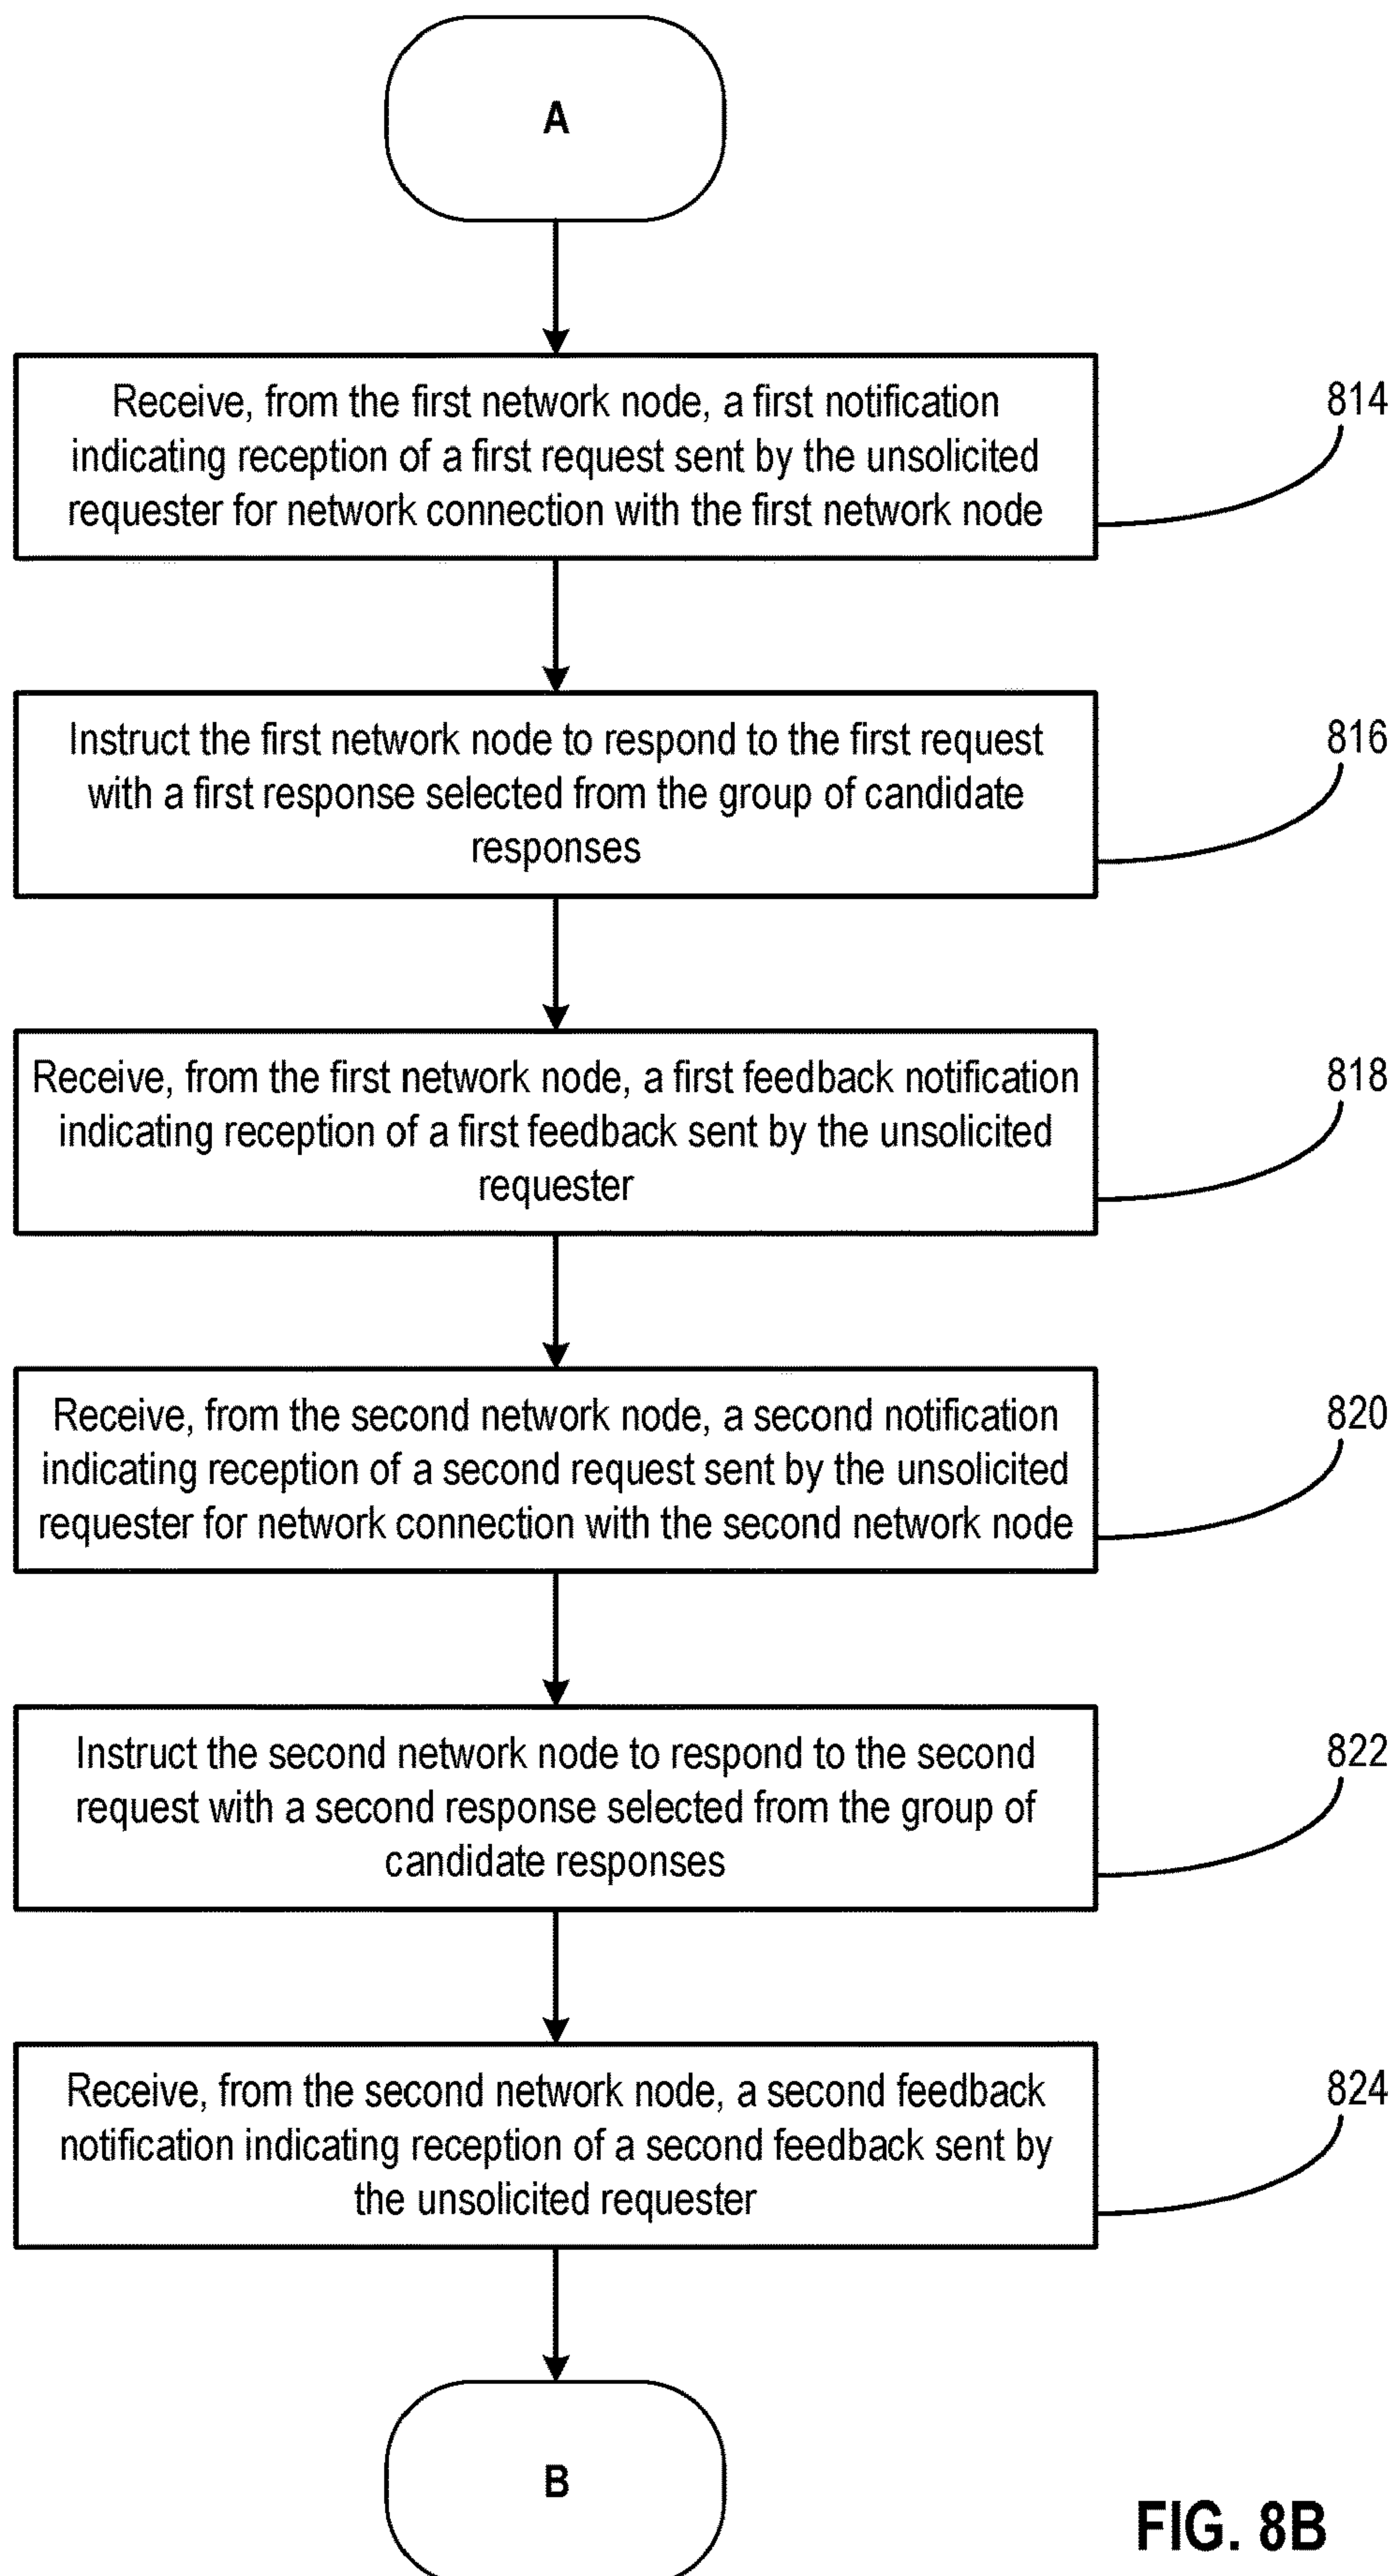 A
Receive, from the first network node, a first notification
indicating reception of a first request sent by the unsolicited
requester for network connection with the first network node
814
Instruct the first network node to respond to the first request
with a first response selected from the group of candidate
responses
816
Receive, from the first network node, a first feedback notification
indicating reception of a first feedback sent by the unsolicited
requester
818
Receive, from the second network node, a second notification
indicating reception of a second request sent by the unsolicited
requester for network connection with the second network node
820
Instruct the second network node to respond to the second
request with a second response selected from the group of
candidate responses
822
Receive, from the second network node, a second feedback
notification indicating reception of a second feedback sent by
the unsolicited requester
824
B
FIG. 8B